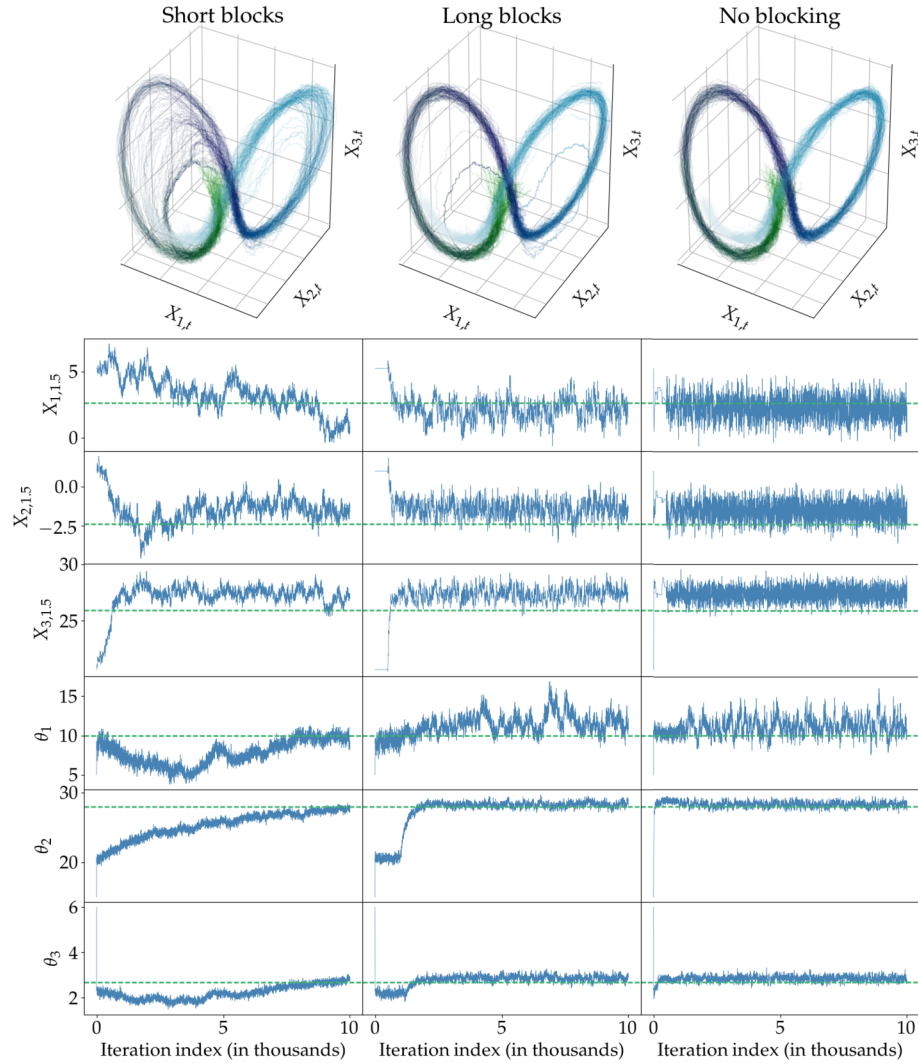 Short blocks Long blocks No blocking
X3,t X3,t X3,t
X2,t X2,t X2,t
X1,t X1,t X1,t
X1,1.5
5
0
X2,1.5
0.0
−2.5
X3,1.5
30
25
θ1
15
10
5
θ2
30
20
θ3
6
4
2
0 5 10 0 5 10 0 5 10
Iteration index (in thousands) Iteration index (in thousands) Iteration index (in thousands)